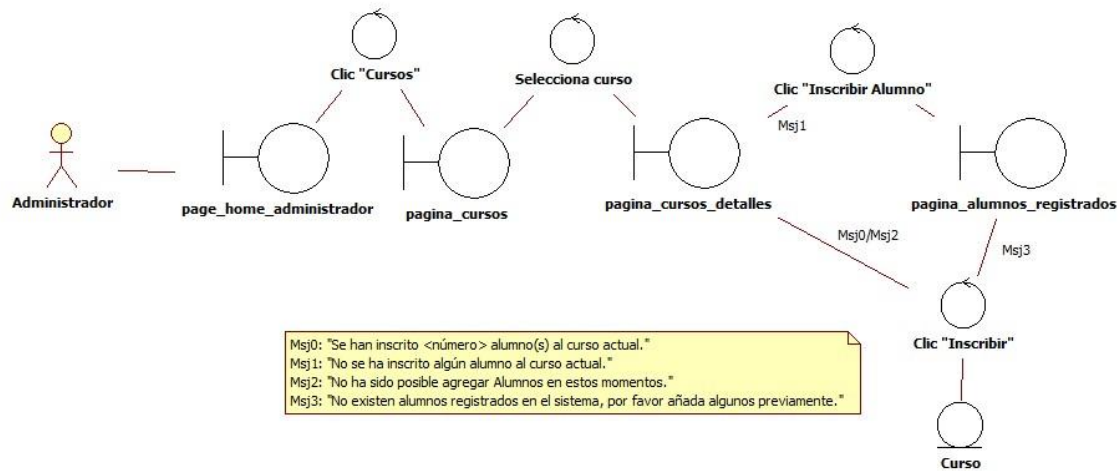 Clic "Cursos"
Selecciona curso
Clic "Inscribir Alumno"
Msj1
Administrador
page_home_administrador
pagina_cursos
pagina_cursos_detalles
pagina_alumnos_registrados
Msj0/Msj2
Msj3
Clic "Inscribir"
Msj0: "Se han inscrito <número> alumno(s) al curso actual."
Msj1: "No se ha inscrito algún alumno al curso actual."
Msj2: "No ha sido posible agregar Alumnos en estos momentos."
Msj3: "No existen alumnos registrados en el sistema, por favor añada algunos previamente."
Curso